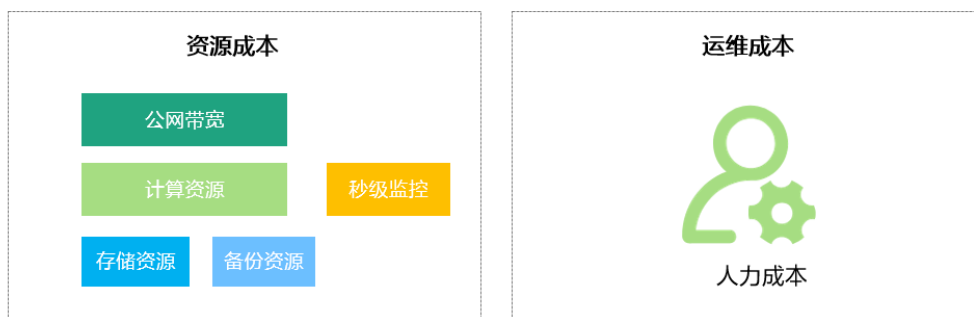 资源成本
公网带宽
计算资源
秒级监控
存储资源
备份资源
运维成本
人力成本